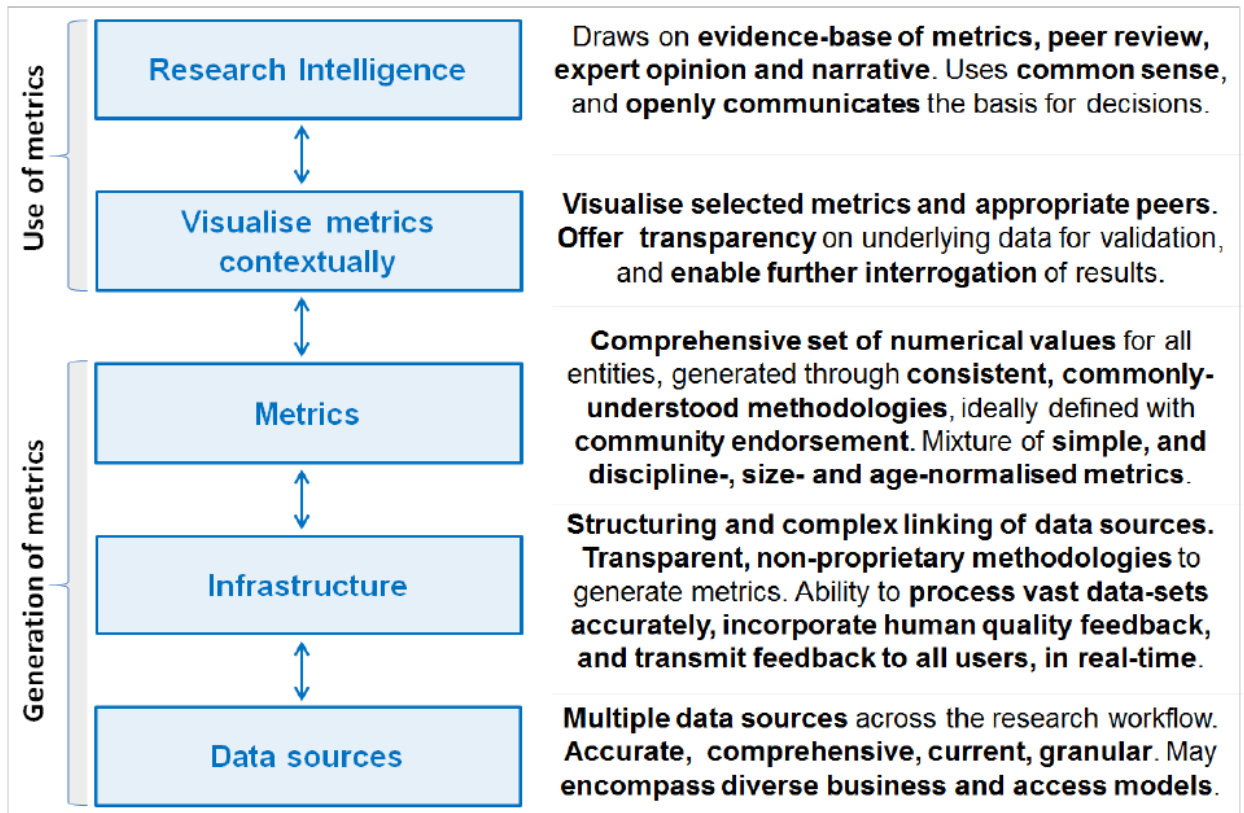 Use of metrics
Research Intelligence
Draws on evidence-base of metrics, peer review,
expert opinion and narrative. Uses common sense,
and openly communicates the basis for decisions.
Visualise metrics
contextually
Visualise selected metrics and appropriate peers.
Offer transparency on underlying data for validation,
and enable further interrogation of results.
Generation of metrics
Metrics
Comprehensive set of numerical values for all
entities, generated through consistent, commonly-
understood methodologies, ideally defined with
community endorsement. Mixture of simple, and
discipline-, size- and age-normalised metrics.
Infrastructure
Structuring and complex linking of data sources.
Transparent, non-proprietary methodologies to
generate metrics. Ability to process vast data-sets
accurately, incorporate human quality feedback,
and transmit feedback to all users, in real-time.
Data sources
Multiple data sources across the research workflow.
Accurate, comprehensive, current, granular. May
encompass diverse business and access models.